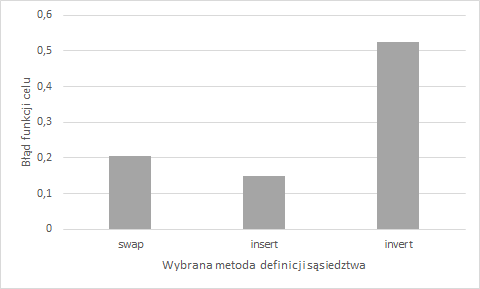 0,6
0,5
0,4
0,3
0,2
0,1
0
Błąd funkcji celu
swap insert invert
Wybrana metoda definicji sąsiedztwa